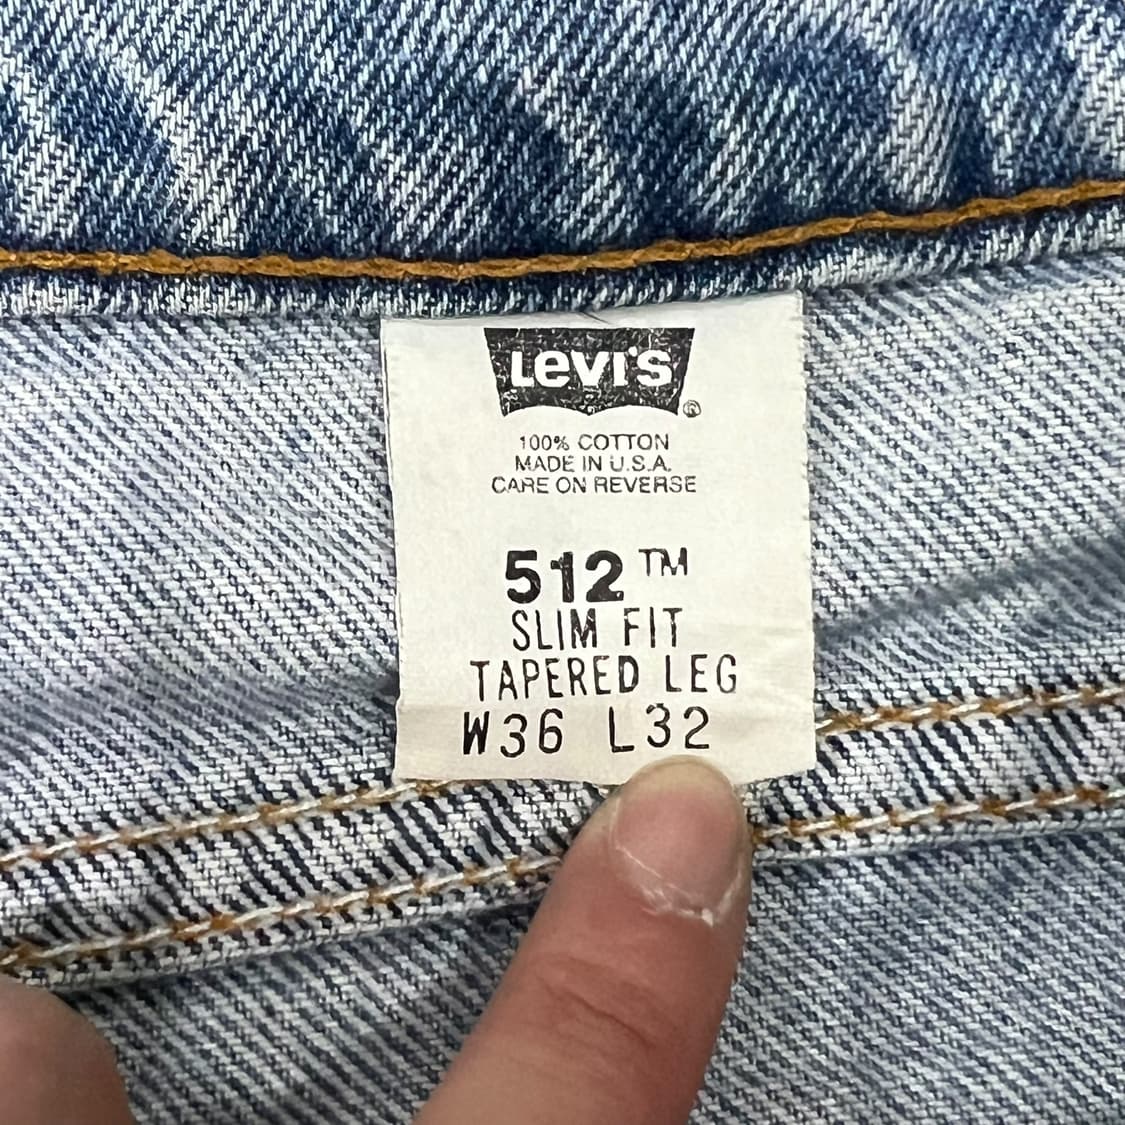 Levi's ®
100% COTTON
MADE IN U.S.A.
CARE ON REVERSE
512™
SLIM FIT
TAPERED LEG
W36 L32